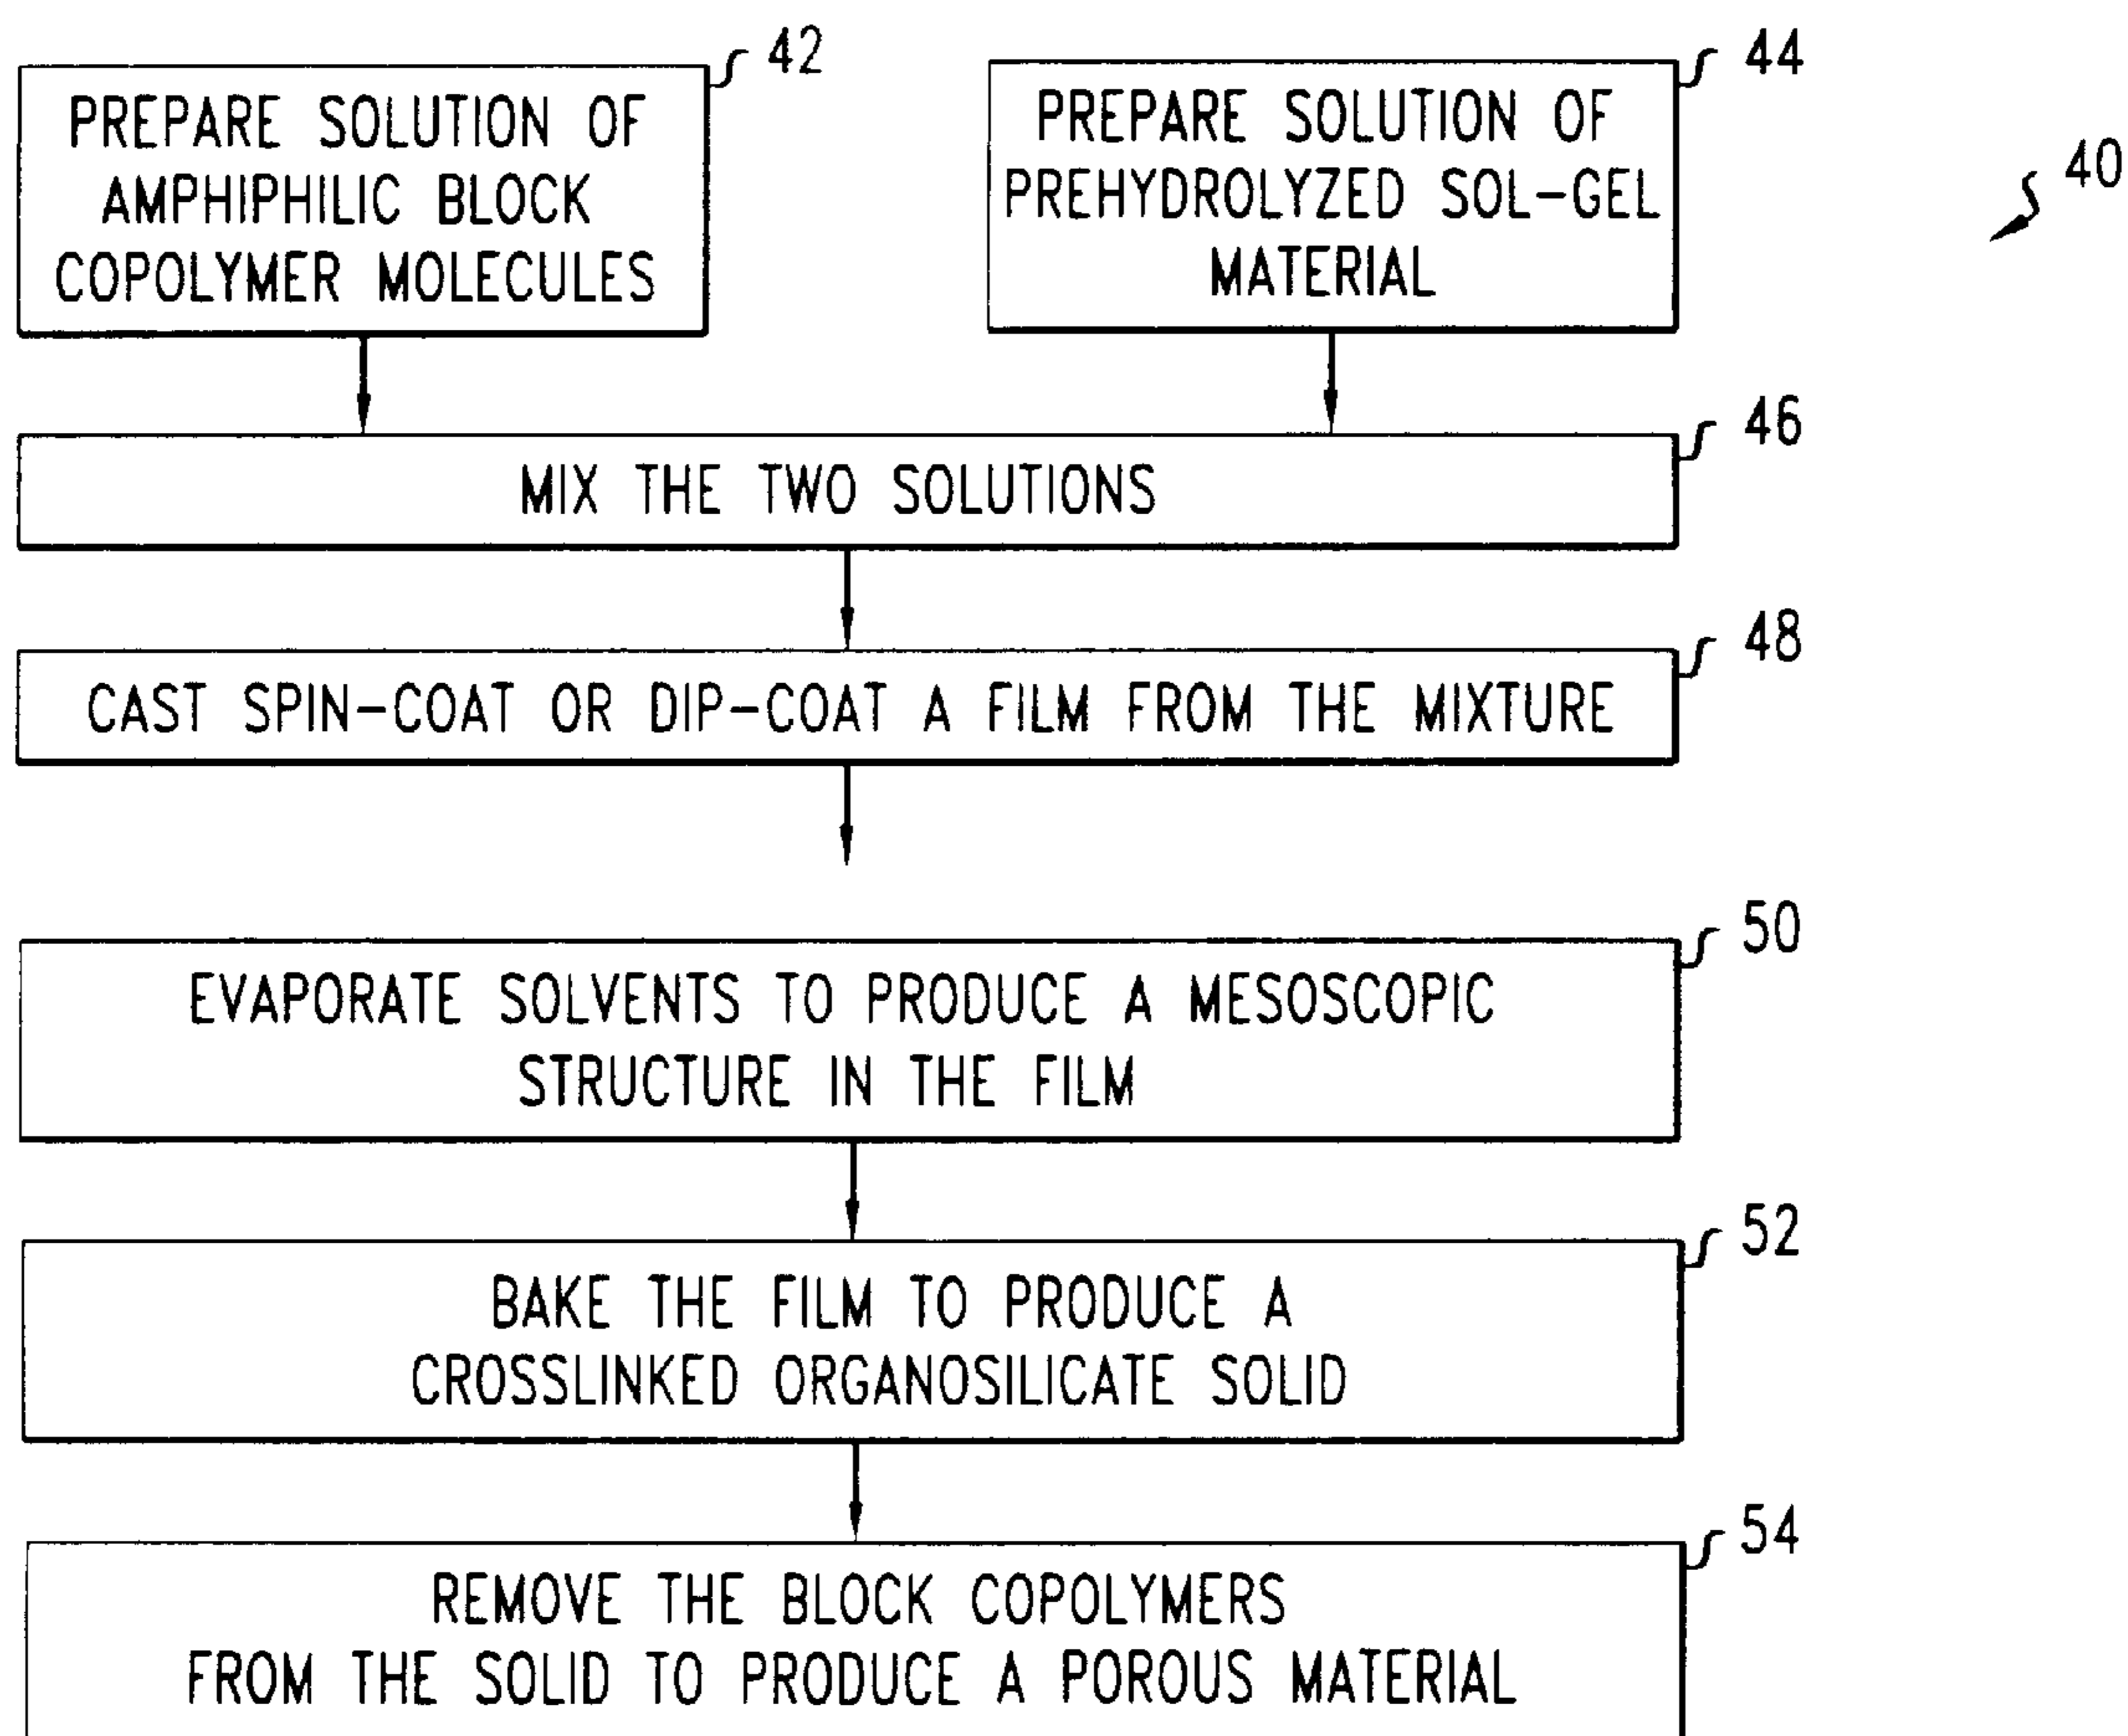 42
PREPARE SOLUTION OF
AMPHIPHILIC BLOCK
COPOLYMER MOLECULES
44
PREPARE SOLUTION OF
PREHYDROLYZED SOL-GEL
MATERIAL
40
46
MIX THE TWO SOLUTIONS
48
CAST SPIN-COAT OR DIP-COAT A FILM FROM THE MIXTURE
50
EVAPORATE SOLVENTS TO PRODUCE A MESOSCOPIC
STRUCTURE IN THE FILM
52
BAKE THE FILM TO PRODUCE A
CROSSLINKED ORGANOSILICATE SOLID
54
REMOVE THE BLOCK COPOLYMERS
FROM THE SOLID TO PRODUCE A POROUS MATERIAL